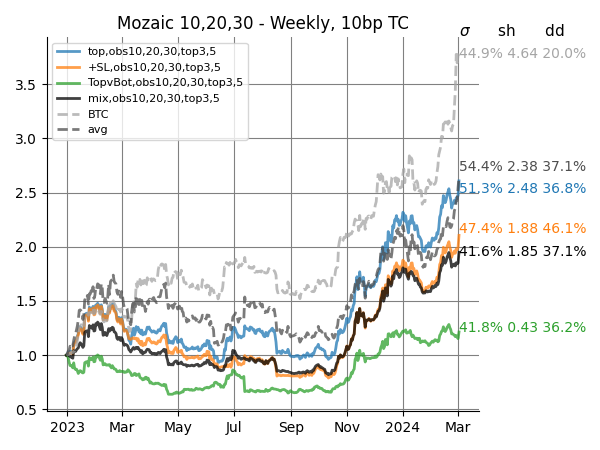 Mozaic 10,20,30 - Weekly, 10bp TC
σ sh dd
top,obs10,20,30,top3,5
+SL,obs10,20,30,top3,5
TopvBot,obs10,20,30,top3,5
mix,obs10,20,30,top3,5
BTC
avg
44.9% 4.64 20.0%
54.4% 2.38 37.1%
51.3% 2.48 36.8%
47.4% 1.88 46.1%
41.6% 1.85 37.1%
41.8% 0.43 36.2%
3.5
3.0
2.5
2.0
1.5
1.0
0.5
2023 Mar May Jul Sep Nov 2024 Mar